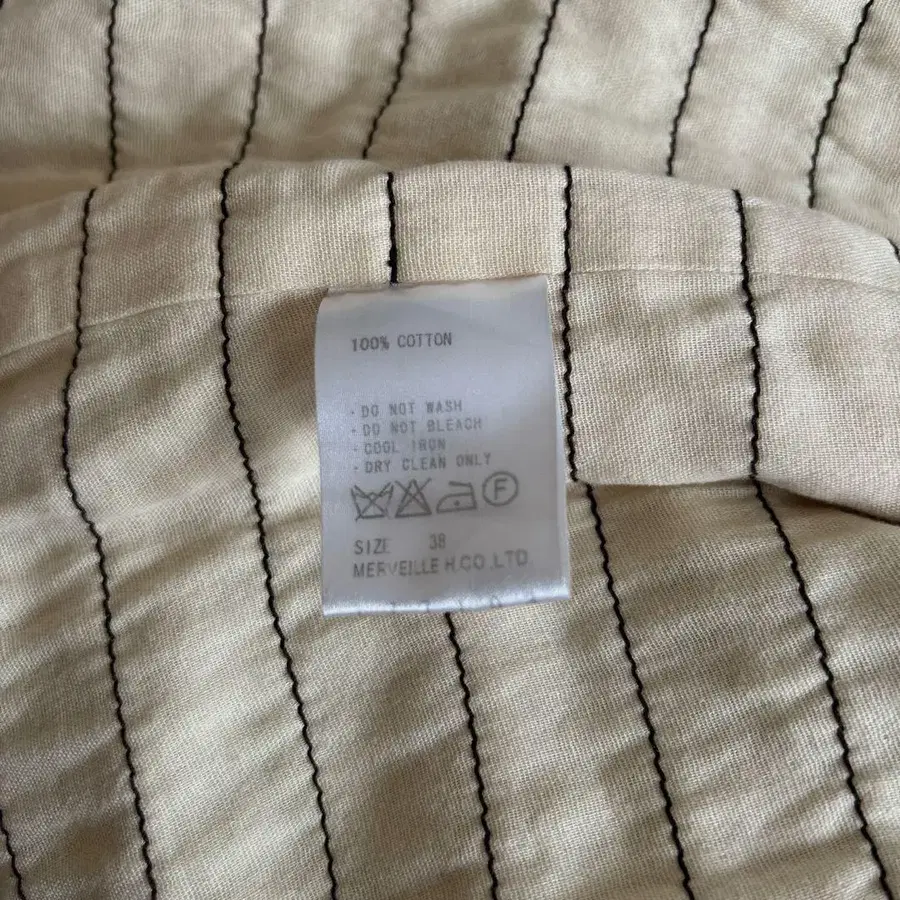 100% COTTON
· DO NOT WASH
· DO NOT BLEACH
· COOL IRON
· DRY CLEAN ONLY
F
SIZE 38
MERVEILLE H.CO.,LTD